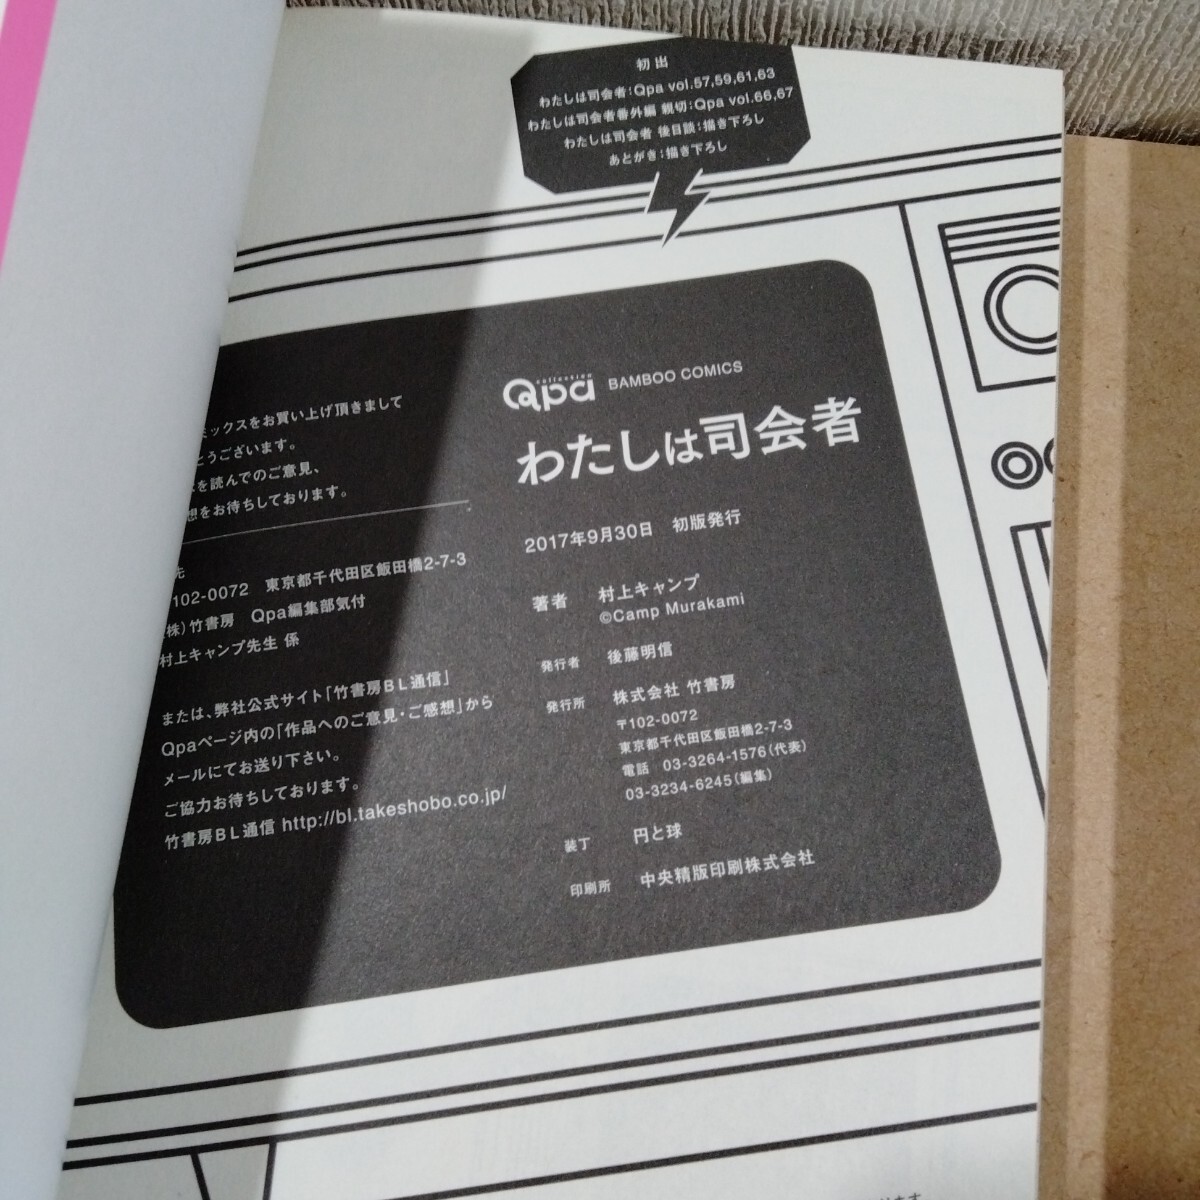 初出
わたしは司会者：Qpa vol.57,59,61,63
わたしは司会者番外編 親切：Qpa vol.66,67
わたしは司会者 後日談：描き下ろし
あとがき：描き下ろし
collection
Qpa BAMBOO COMICS
わたしは司会者
2017年9月30日 初版発行
著者 村上キャンプ
©Camp Murakami
発行者 後藤明信
発行所 株式会社 竹書房
〒102-0072
東京都千代田区飯田橋2-7-3
電話 03-3264-1576（代表）
03-3234-6245（編集）
装丁 円と球
印刷所 中央精版印刷株式会社
ミックスをお買い上げ頂きまして
とうございます。
を読んでのご意見、
想をお待ちしております。
先
102-0072 東京都千代田区飯田橋2-7-3
株）竹書房 Qpa編集部気付
村上キャンプ先生 係
または、弊社公式サイト「竹書房BL通信」
Qpaページ内の「作品へのご意見・ご感想」から
メールにてお送り下さい。
ご協力お待ちしております。
竹書房BL通信 http://bl.takeshobo.co.jp/